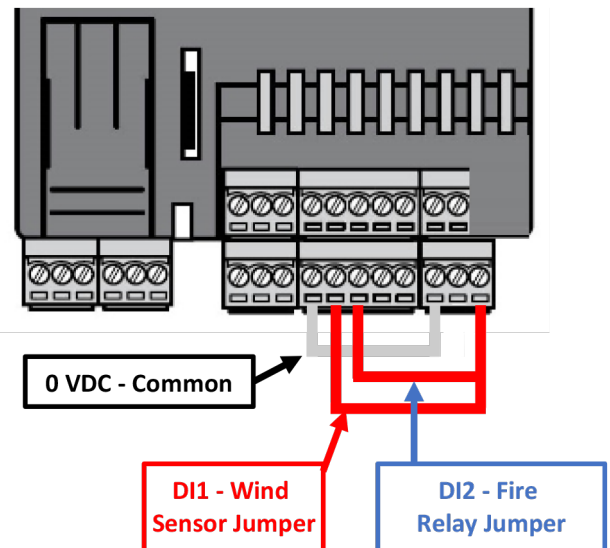 0 VDC - Common
DI1 - Wind
Sensor Jumper
DI2 - Fire
Relay Jumper